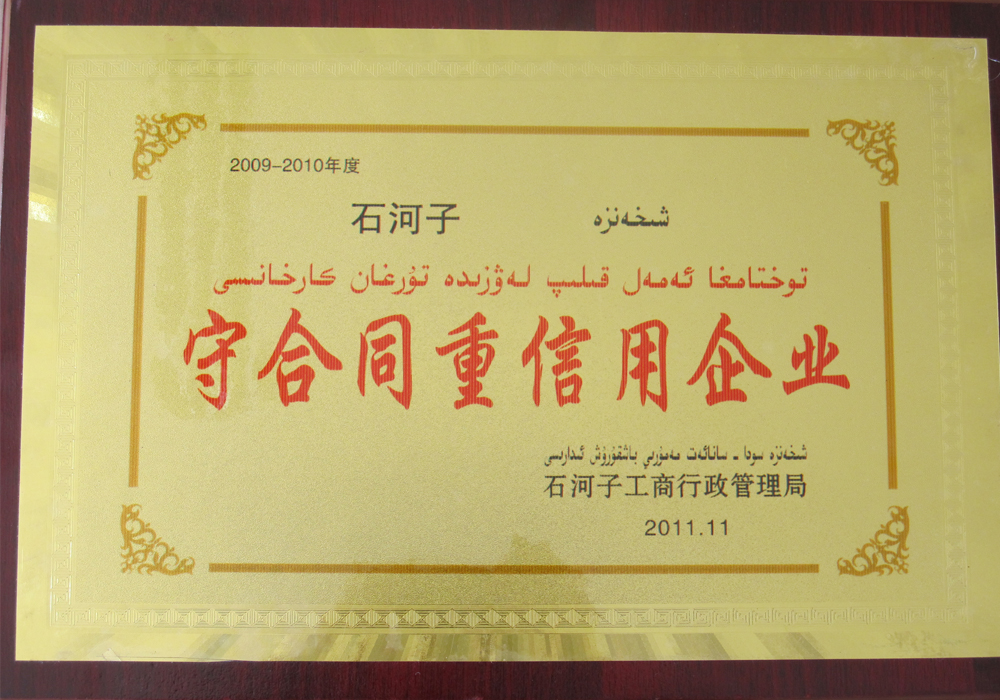 2009-2010年度
石河子 شىخەنزە
توختامغا ئەمەل قىلىپ لەۋزىدە تۇرغان كارخانىسى
守合同重信用企业
شىخەنزە سودا - سانائەت مەمۇرىي باشقۇرۇش ئىدارىسى
石河子工商行政管理局
2011.11